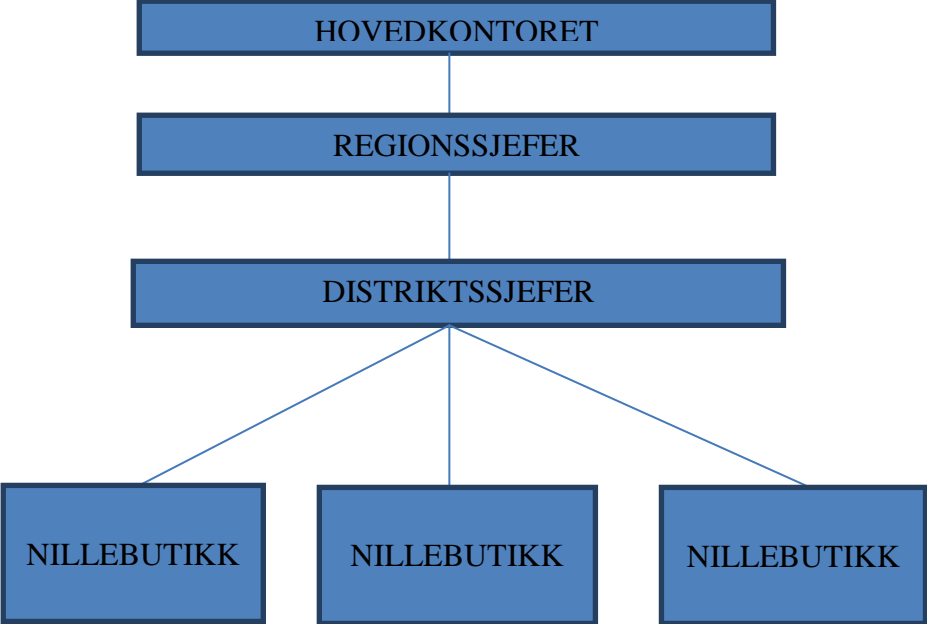 HOVEDKONTORET
REGIONSSJEFER
DISTRIKTSSJEFER
NILLEBUTIKK
NILLEBUTIKK
NILLEBUTIKK